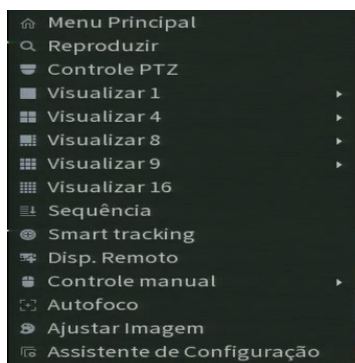 Menu Principal
Reproduzir
Controle PTZ
Visualizar 1
Visualizar 4
Visualizar 8
Visualizar 9
Visualizar 16
Sequência
Smart tracking
Disp. Remoto
Controle manual
Autofoco
Ajustar Imagem
Assistente de Configuração